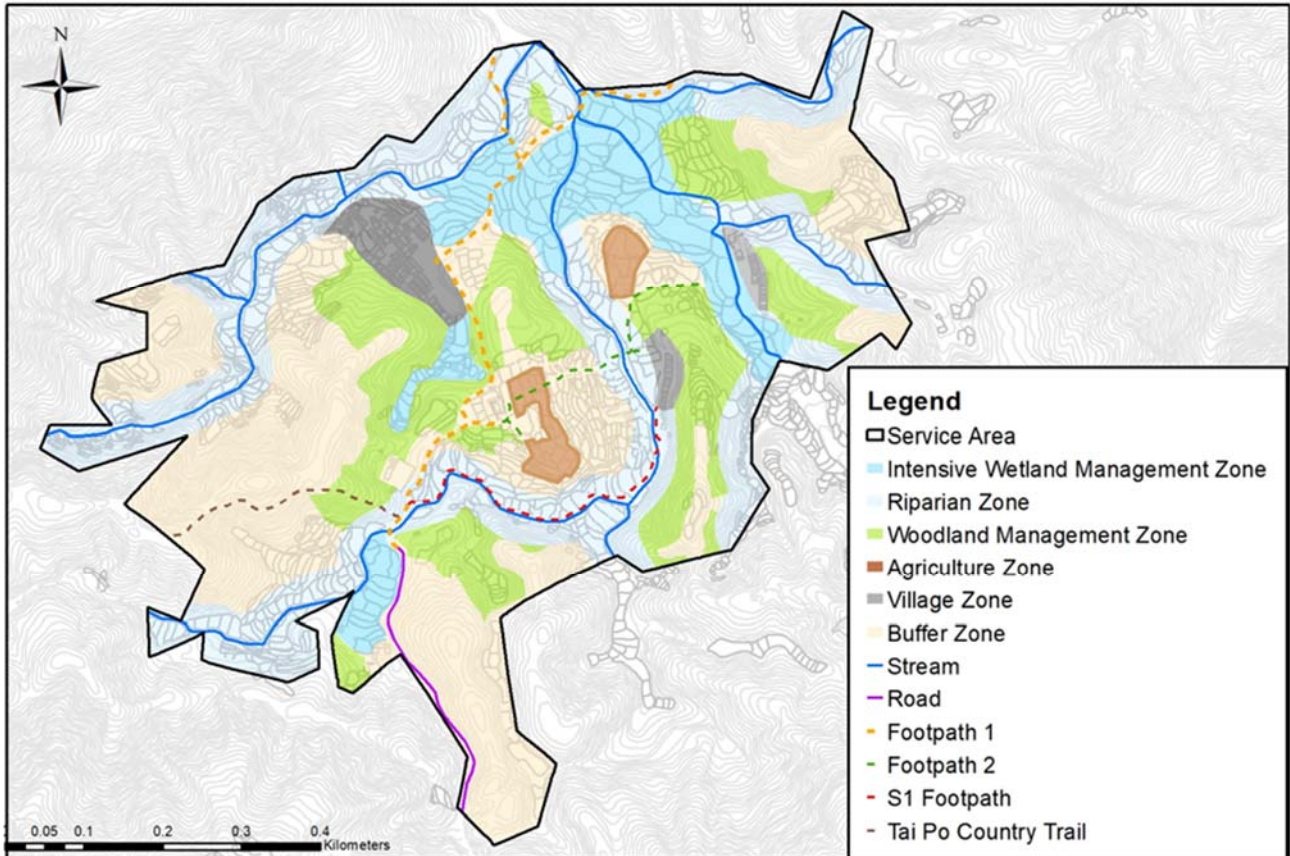 N
Legend
Service Area
Intensive Wetland Management Zone
Riparian Zone
Woodland Management Zone
Agriculture Zone
Village Zone
Buffer Zone
Stream
Road
Footpath 1
Footpath 2
S1 Footpath
Tai Po Country Trail
0.05 0.1 0.2 0.3 0.4
Kilometers